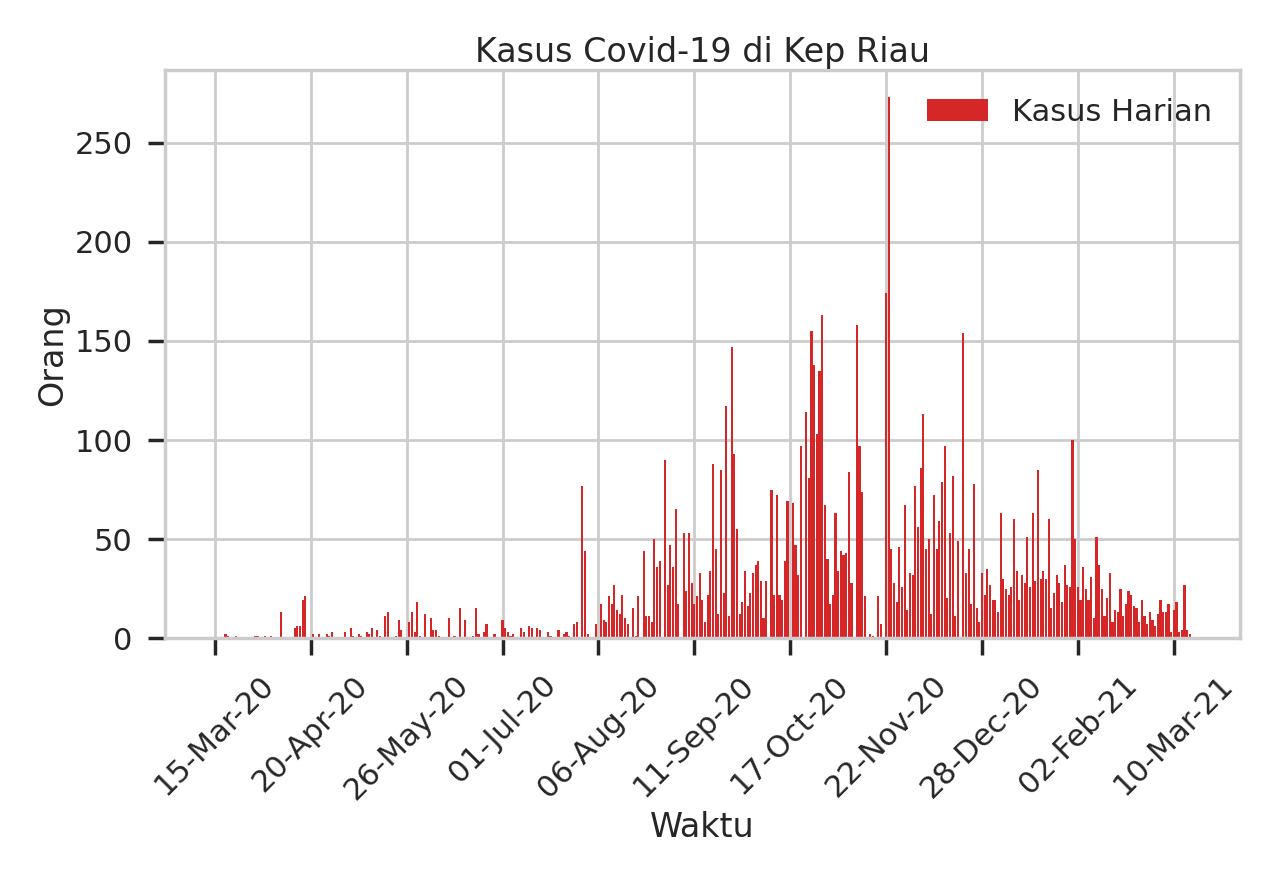 Kasus Covid-19 di Kep Riau
Kasus Harian
250
200
150
100
50
0
Orang
15-Mar-20
20-Apr-20
26-May-20
01-Jul-20
06-Aug-20
11-Sep-20
17-Oct-20
22-Nov-20
28-Dec-20
02-Feb-21
10-Mar-21
Waktu